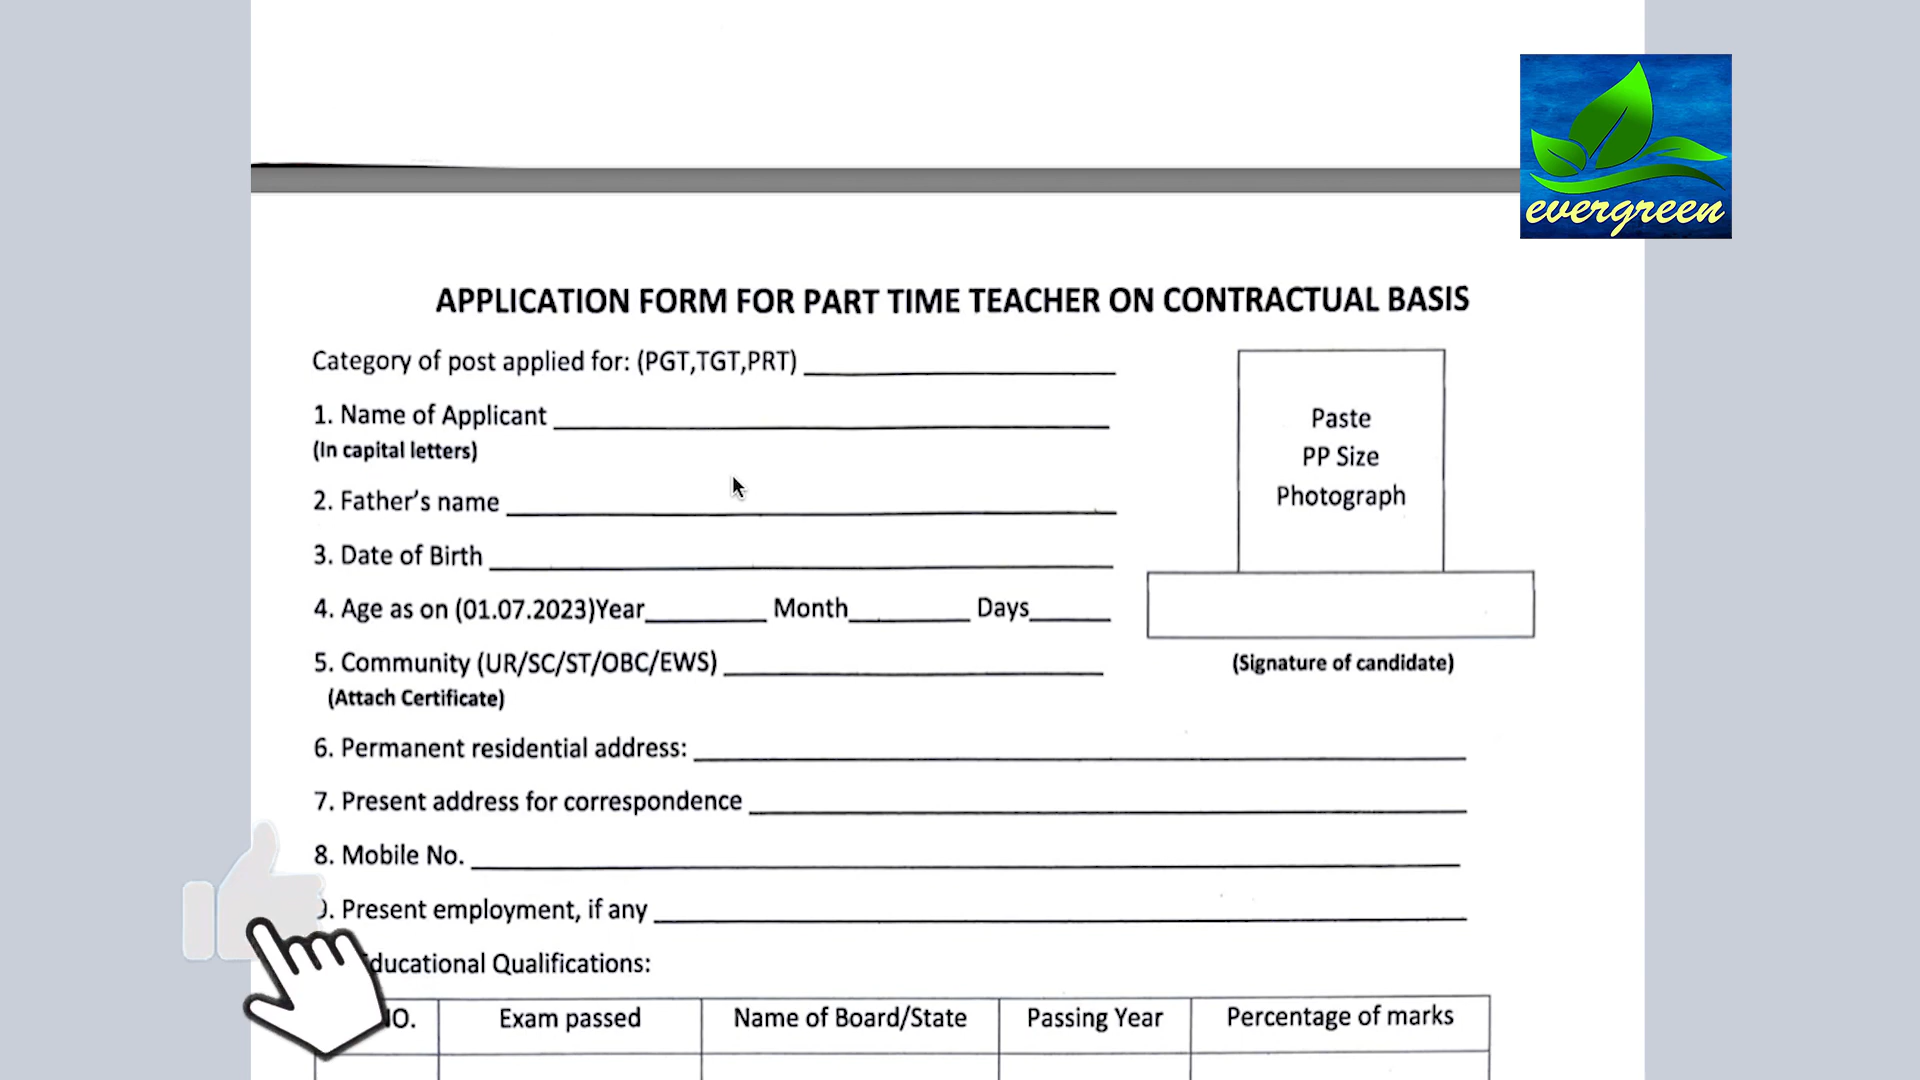 evergreen
APPLICATION FORM FOR PART TIME TEACHER ON CONTRACTUAL BASIS
Category of post applied for: (PGT,TGT,PRT)
1. Name of Applicant
(In capital letters)
2. Father’s name
3. Date of Birth
4. Age as on (01.07.2023)Year Month Days
5. Community (UR/SC/ST/OBC/EWS)
(Attach Certificate)
Paste
PP Size
Photograph
(Signature of candidate)
6. Permanent residential address:
7. Present address for correspondence
8. Mobile No.
. Present employment, if any
ducational Qualifications:
O. Exam passed Name of Board/State Passing Year Percentage of marks